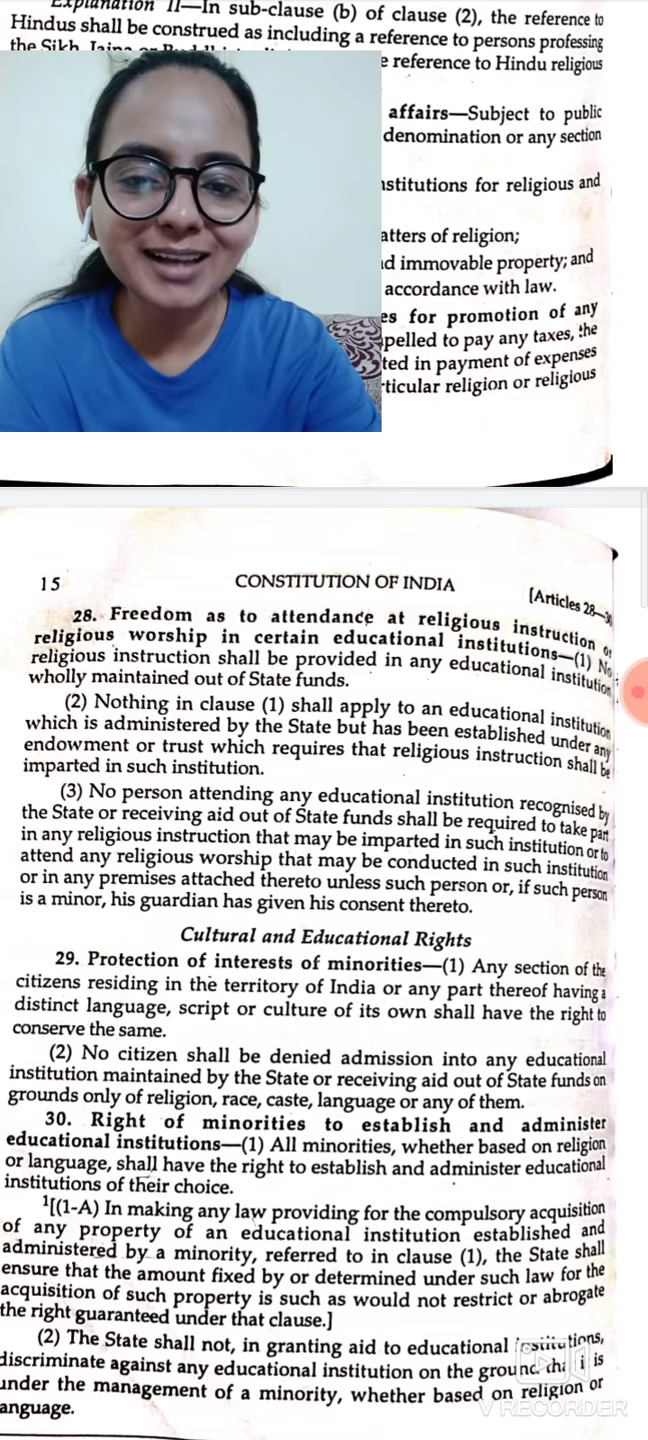 Explanation II—In sub-clause (b) of clause (2), the reference to
Hindus shall be construed as including a reference to persons professing
the Sikh, Jaina or
e reference to Hindu religious
affairs—Subject to public
denomination or any section
stitutions for religious and
atters of religion;
d immovable property; and
accordance with law.
es for promotion of any
pelled to pay any taxes, the
ted in payment of expenses
ticular religion or religious
15 CONSTITUTION OF INDIA [Articles 28—30
28. Freedom as to attendance at religious instruction or
religious worship in certain educational institutions—(1) No
religious instruction shall be provided in any educational institution
wholly maintained out of State funds.
(2) Nothing in clause (1) shall apply to an educational institution
which is administered by the State but has been established under any
endowment or trust which requires that religious instruction shall be
imparted in such institution.
(3) No person attending any educational institution recognised by
the State or receiving aid out of State funds shall be required to take part
in any religious instruction that may be imparted in such institution or to
attend any religious worship that may be conducted in such institution
or in any premises attached thereto unless such person or, if such person
is a minor, his guardian has given his consent thereto.
Cultural and Educational Rights
29. Protection of interests of minorities—(1) Any section of the
citizens residing in the territory of India or any part thereof having a
distinct language, script or culture of its own shall have the right to
conserve the same.
(2) No citizen shall be denied admission into any educational
institution maintained by the State or receiving aid out of State funds on
grounds only of religion, race, caste, language or any of them.
30. Right of minorities to establish and administer
educational institutions—(1) All minorities, whether based on religion
or language, shall have the right to establish and administer educational
institutions of their choice.
1[(1-A) In making any law providing for the compulsory acquisition
of any property of an educational institution established and
administered by a minority, referred to in clause (1), the State shall
ensure that the amount fixed by or determined under such law for the
acquisition of such property is such as would not restrict or abrogate
the right guaranteed under that clause.]
(2) The State shall not, in granting aid to educational institutions,
discriminate against any educational institution on the ground that it is
under the management of a minority, whether based on religion or
anguage.
V RECORDER